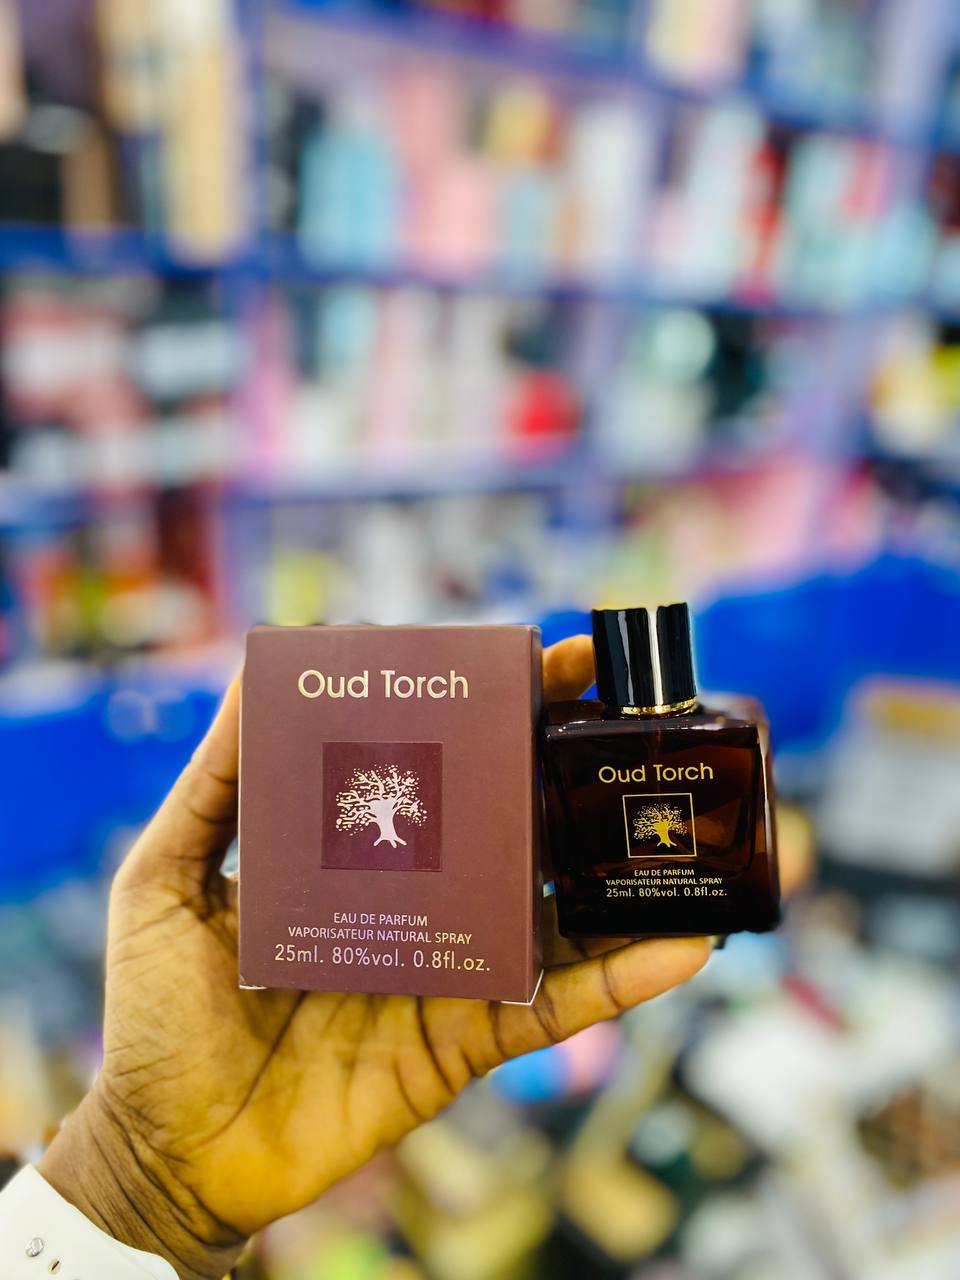 Oud Torch
EAU DE PARFUM
VAPORISATEUR NATURAL SPRAY
25ml. 80%vol. 0.8fl.oz.
Oud Torch
EAU DE PARFUM
VAPORISATEUR NATURAL SPRAY
25ml. 80%vol. 0.8fl.oz.